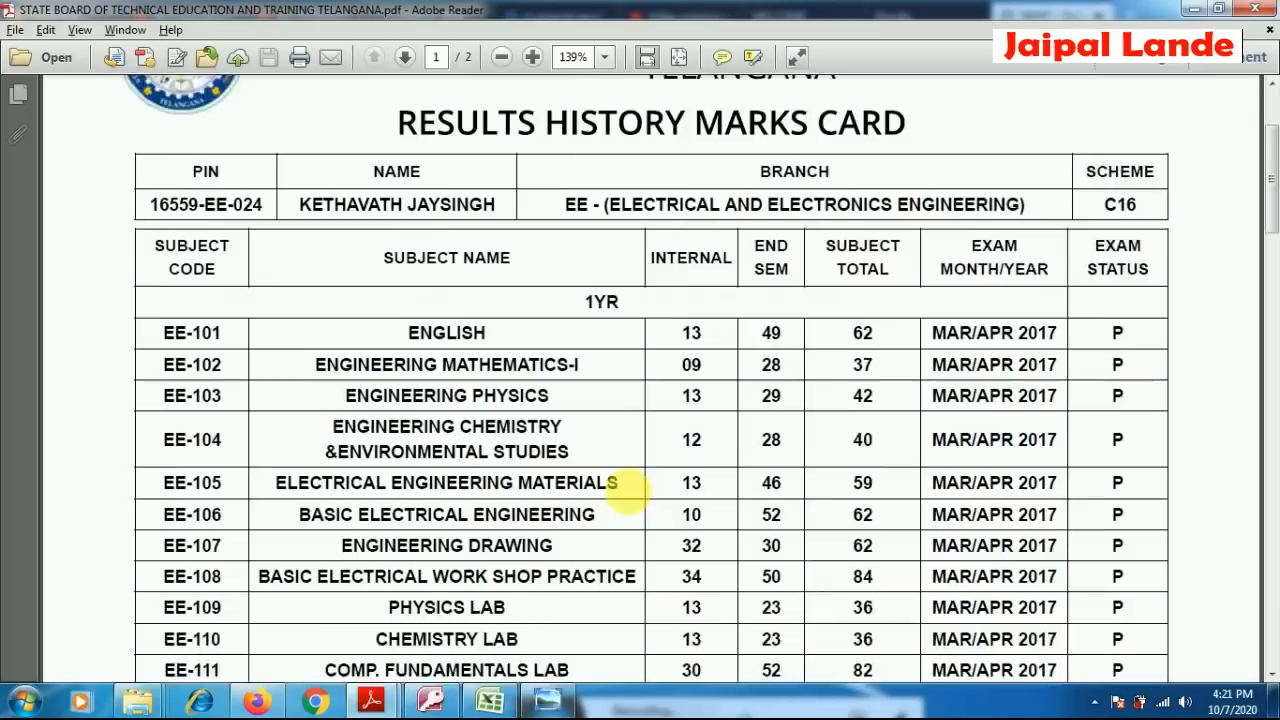 STATE BOARD OF TECHNICAL EDUCATION AND TRAINING TELANGANA.pdf - Adobe Reader
File Edit View Window Help
Jaipal Lande
Open 1 / 2 139%
TELANGANA
TELANGANA
RESULTS HISTORY MARKS CARD
PIN NAME BRANCH SCHEME
16559-EE-024 KETHAVATH JAYSINGH EE - (ELECTRICAL AND ELECTRONICS ENGINEERING) C16
SUBJECT CODE SUBJECT NAME INTERNAL END SEM SUBJECT TOTAL EXAM MONTH/YEAR EXAM STATUS
1YR
EE-101 ENGLISH 13 49 62 MAR/APR 2017 P
EE-102 ENGINEERING MATHEMATICS-I 09 28 37 MAR/APR 2017 P
EE-103 ENGINEERING PHYSICS 13 29 42 MAR/APR 2017 P
EE-104 ENGINEERING CHEMISTRY &ENVIRONMENTAL STUDIES 12 28 40 MAR/APR 2017 P
EE-105 ELECTRICAL ENGINEERING MATERIALS 13 46 59 MAR/APR 2017 P
EE-106 BASIC ELECTRICAL ENGINEERING 10 52 62 MAR/APR 2017 P
EE-107 ENGINEERING DRAWING 32 30 62 MAR/APR 2017 P
EE-108 BASIC ELECTRICAL WORK SHOP PRACTICE 34 50 84 MAR/APR 2017 P
EE-109 PHYSICS LAB 13 23 36 MAR/APR 2017 P
EE-110 CHEMISTRY LAB 13 23 36 MAR/APR 2017 P
EE-111 COMP. FUNDAMENTALS LAB 30 52 82 MAR/APR 2017 P
4:21 PM
10/7/2020